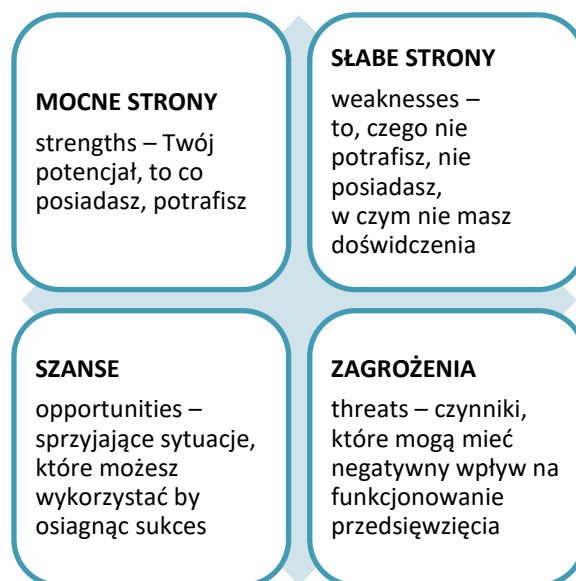 MOCNE STRONY
strengths – Twój
potencjał, to co
posiadasz, potrafisz
SŁABE STRONY
weaknesses –
to, czego nie
potrafisz, nie
posiadasz,
w czym nie masz
doświdczenia
SZANSE
opportunities –
sprzyjające sytuacje,
które możesz
wykorzystać by
osiagnąc sukces
ZAGROŻENIA
threats – czynniki,
które mogą mieć
negatywny wpływ na
funkcjonowanie
przedsięwzięcia